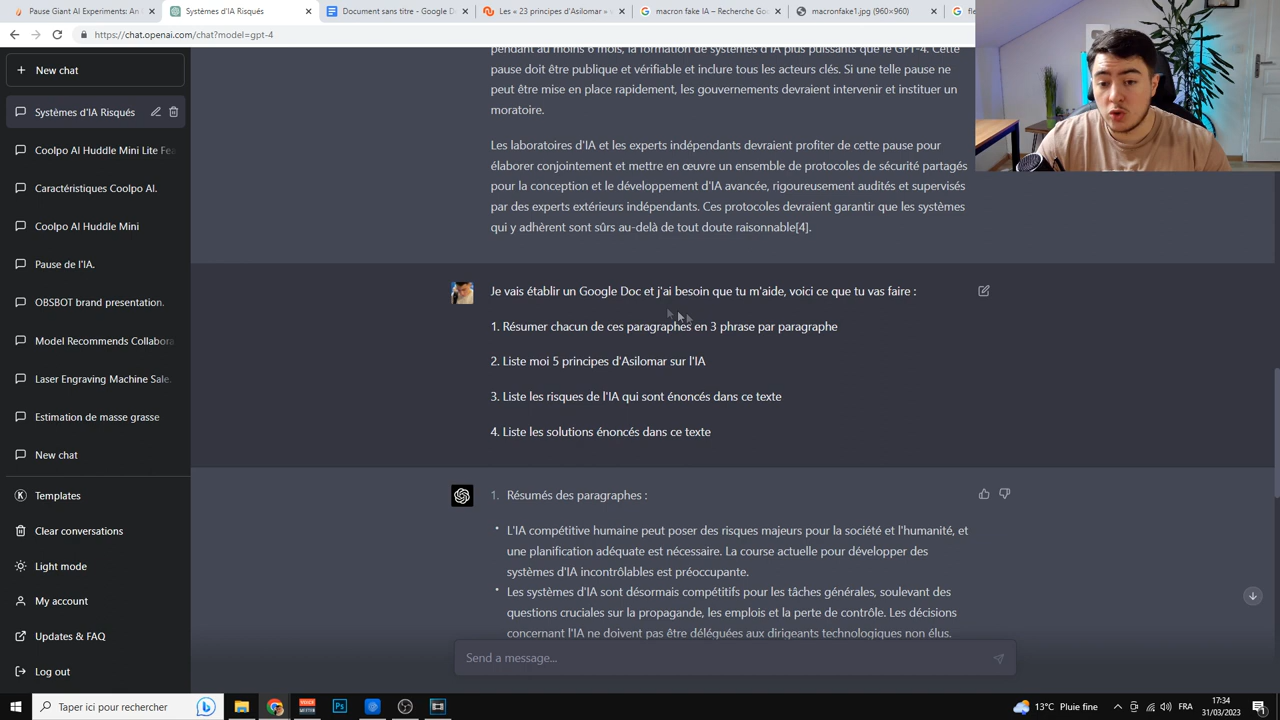 Pause Giant AI Experiments: An
Systèmes d'IA Risqués
Document sans titre - Google D
Les « 23 principes d'Asilomar »
macron fake IA – Recherche Go
macronfake1.jpg (960×960)
https://chat.openai.com/chat?model=gpt-4
New chat
Systèmes d'IA Risqués
Coolpo AI Huddle Mini Lite Fea
Caractéristiques Coolpo AI.
Coolpo AI Huddle Mini
Pause de l'IA.
OBSBOT brand presentation.
Model Recommends Collabora
Laser Engraving Machine Sale.
Estimation de masse grasse
New chat
Templates
Clear conversations
Light mode
My account
Updates & FAQ
Log out
pendant au moins 6 mois, la formation de systèmes d'IA plus puissants que le GPT-4. Cette
pause doit être publique et vérifiable et inclure tous les acteurs clés. Si une telle pause ne
peut être mise en place rapidement, les gouvernements devraient intervenir et instituer un
moratoire.
Les laboratoires d'IA et les experts indépendants devraient profiter de cette pause pour
élaborer conjointement et mettre en œuvre un ensemble de protocoles de sécurité partagés
pour la conception et le développement d'IA avancée, rigoureusement audités et supervisés
par des experts extérieurs indépendants. Ces protocoles devraient garantir que les systèmes
qui y adhèrent sont sûrs au-delà de tout doute raisonnable[4].
Je vais établir un Google Doc et j'ai besoin que tu m'aide, voici ce que tu vas faire :
1. Résumer chacun de ces paragraphes en 3 phrase par paragraphe
2. Liste moi 5 principes d'Asilomar sur l'IA
3. Liste les risques de l'IA qui sont énoncés dans ce texte
4. Liste les solutions énoncés dans ce texte
1. Résumés des paragraphes :
• L'IA compétitive humaine peut poser des risques majeurs pour la société et l'humanité, et
une planification adéquate est nécessaire. La course actuelle pour développer des
systèmes d'IA incontrôlables est préoccupante.
• Les systèmes d'IA sont désormais compétitifs pour les tâches générales, soulevant des
questions cruciales sur la propagande, les emplois et la perte de contrôle. Les décisions
concernant l'IA ne doivent pas être déléguées aux dirigeants technologiques non élus.
Send a message...
Taper ici pour rechercher
Ps
13°C Pluie fine
FRA
17:34
31/03/2023